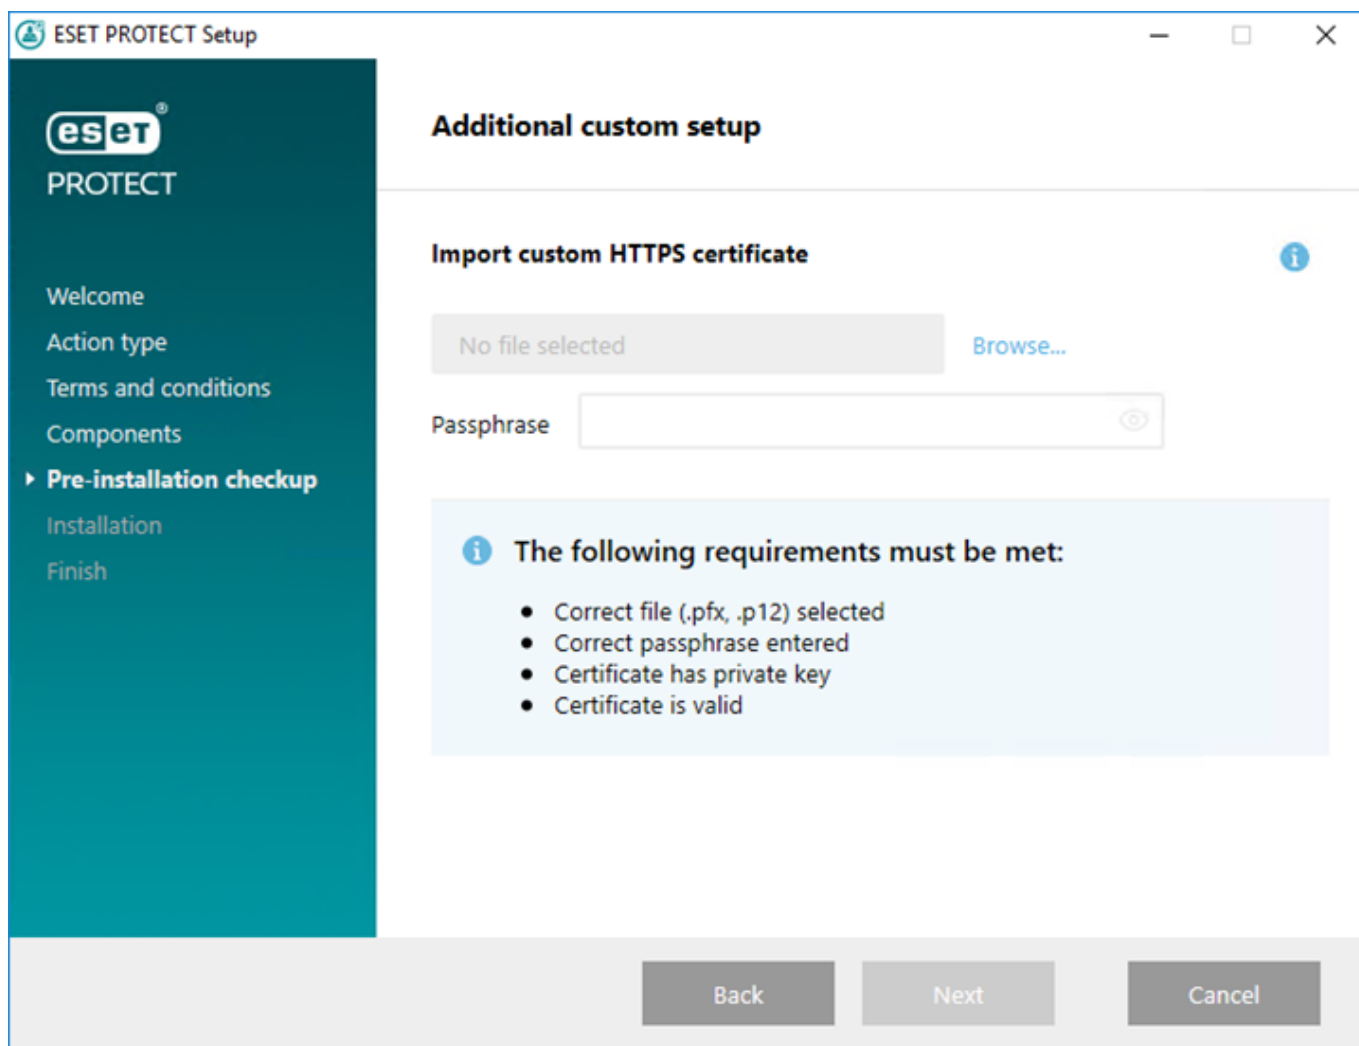 ESET PROTECT Setup
eseT®
PROTECT
Welcome
Action type
Terms and conditions
Components
Pre-installation checkup
Installation
Finish
Additional custom setup
Import custom HTTPS certificate
No file selected
Browse...
Passphrase
The following requirements must be met:
• Correct file (.pfx, .p12) selected
• Correct passphrase entered
• Certificate has private key
• Certificate is valid
Back
Next
Cancel